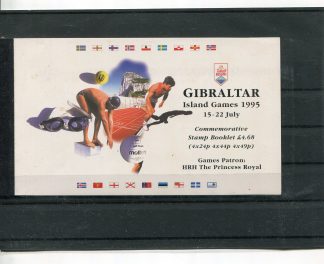 GIBRALTAR
Island Games 1995
15-22 July
Commemorative
Stamp Booklet £4.68
(4x24p 4x44p 4x49p)
Games Patron:
HRH The Princess Royal
molten